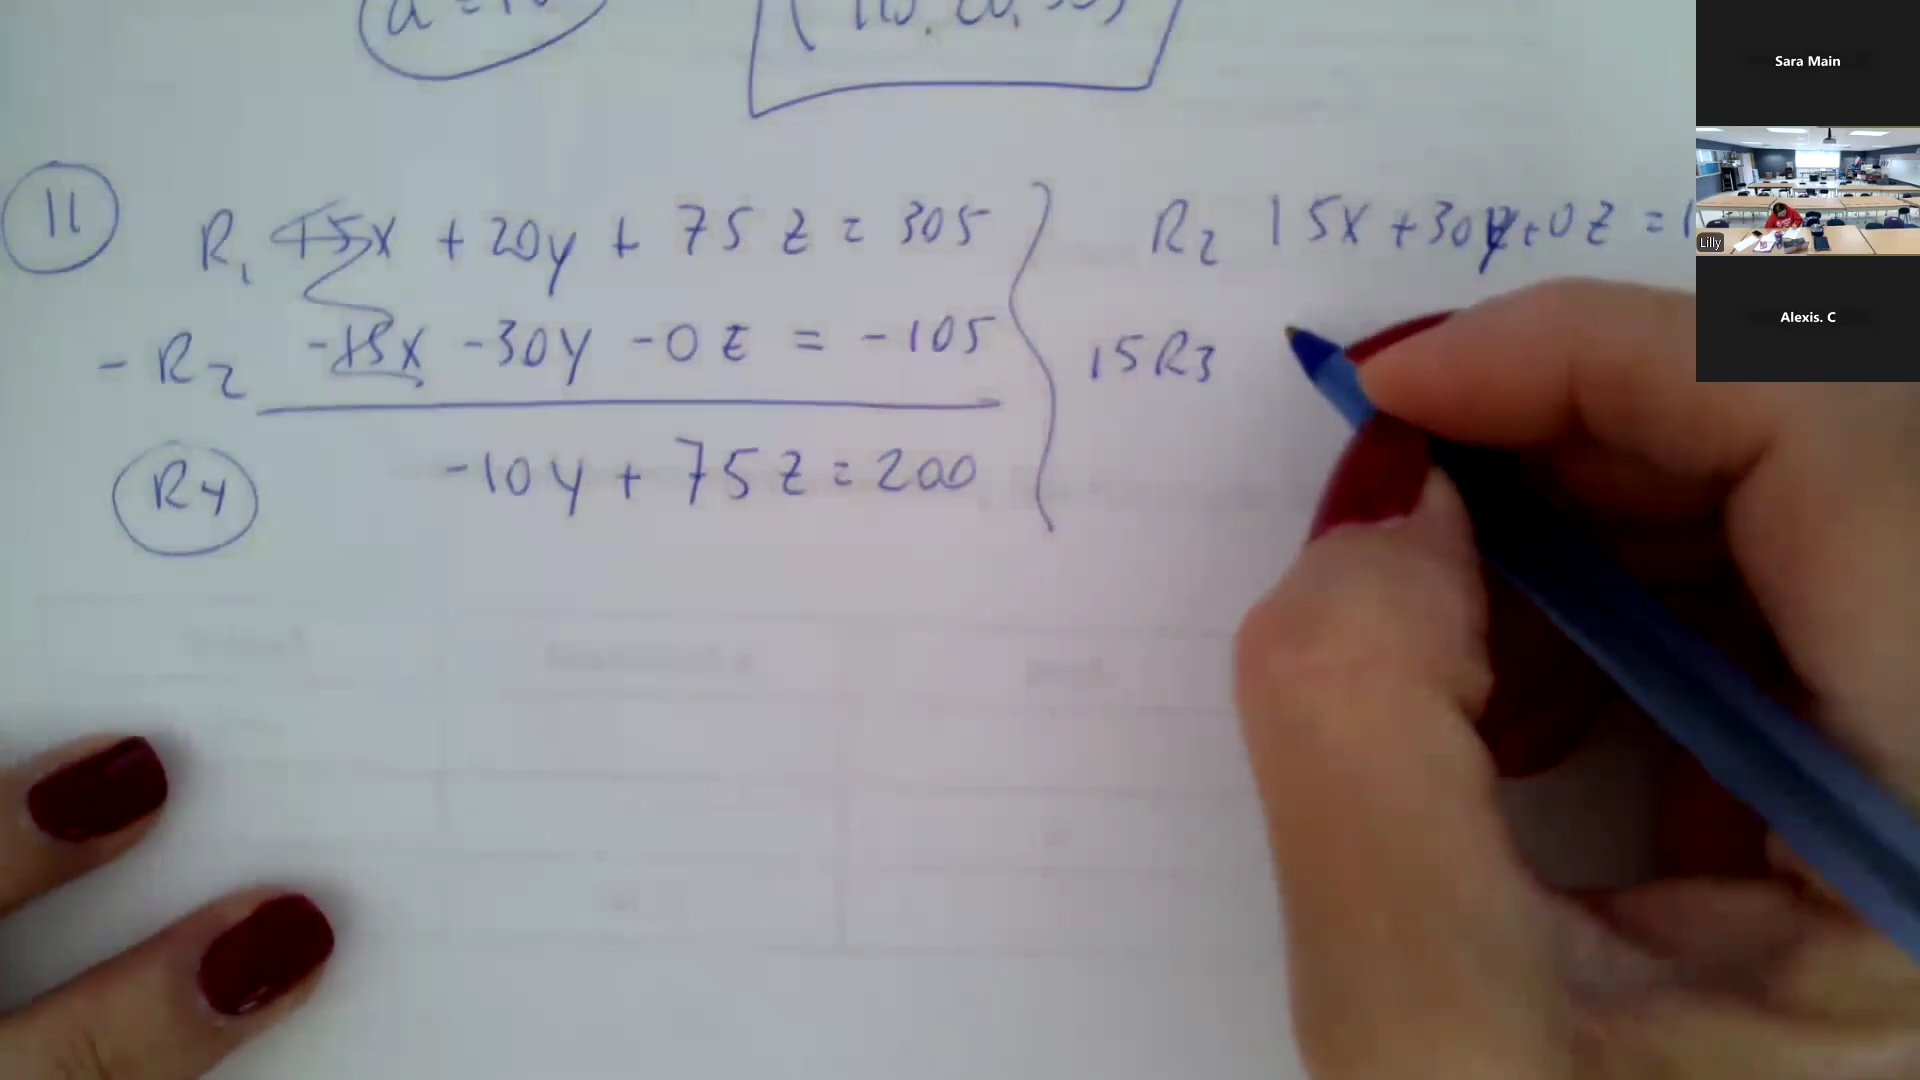 11
R1 15x + 20y + 75z = 305
- R2 -15x - 30y - 0z = -105
R4 -10y + 75z = 200
R2 15x + 30y + 0z =
15R3
Sara Main
Lilly
Alexis. C